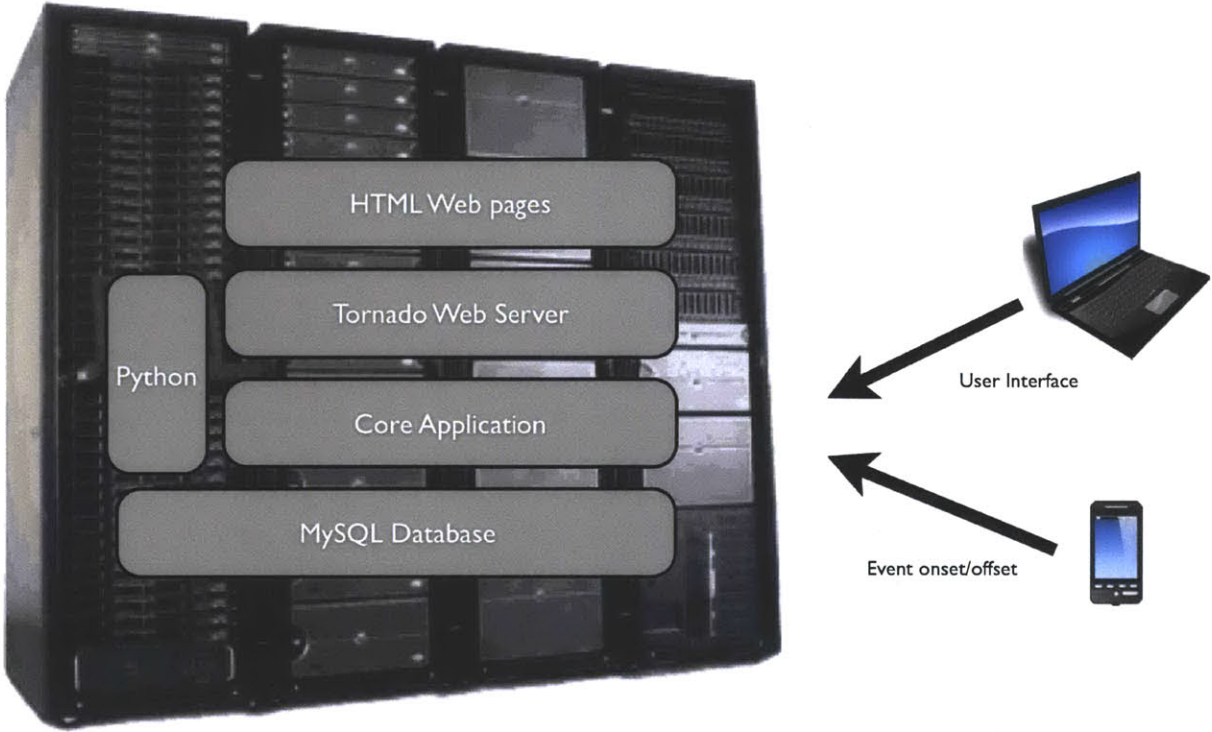 HTML Web pages
Tornado Web Server
Python
Core Application
MySQL Database
User Interface
Event onset/offset